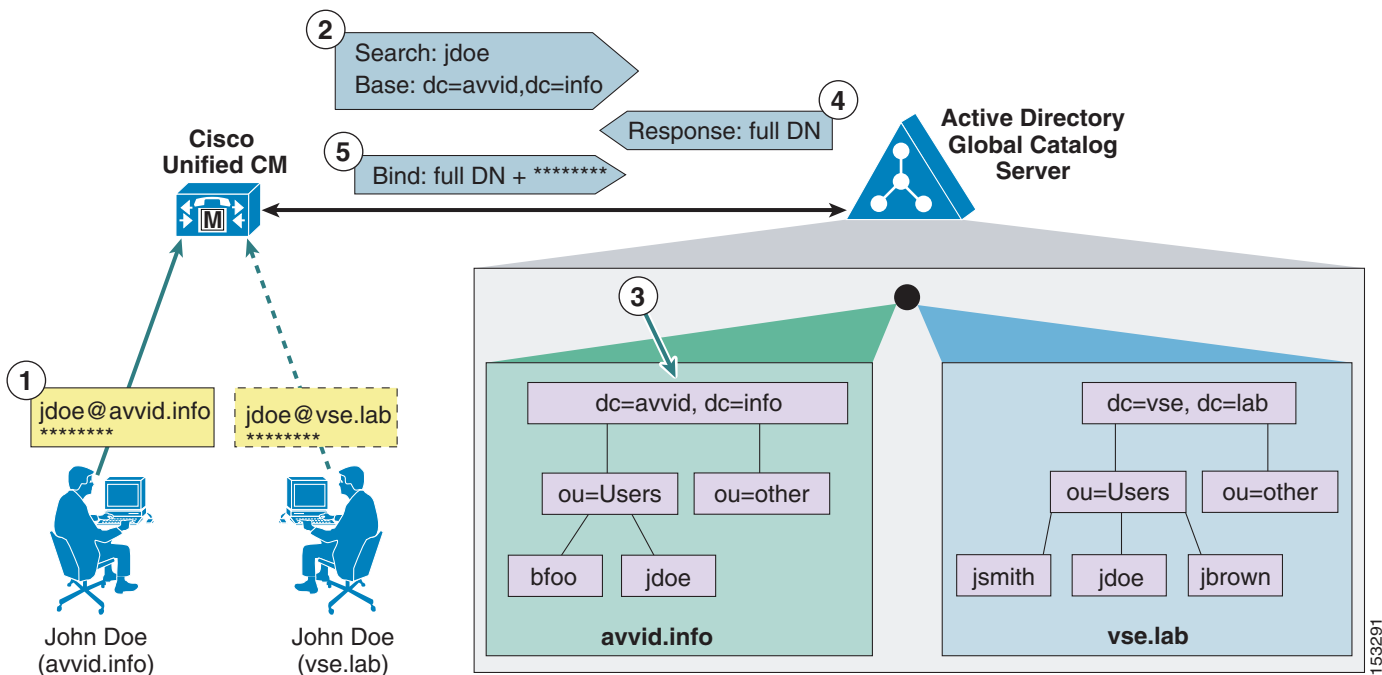 2
Search: jdoe
Base: dc=avvid,dc=info
4
Response: full DN
Active Directory
Global Catalog
Server
Cisco
Unified CM
5
Bind: full DN + ********
M
3
1
jdoe@avvid.info
********
jdoe@vse.lab
********
dc=avvid, dc=info
dc=vse, dc=lab
ou=Users
ou=other
ou=Users
ou=other
bfoo
jdoe
jsmith
jdoe
jbrown
avvid.info
vse.lab
John Doe
(avvid.info)
John Doe
(vse.lab)
153291